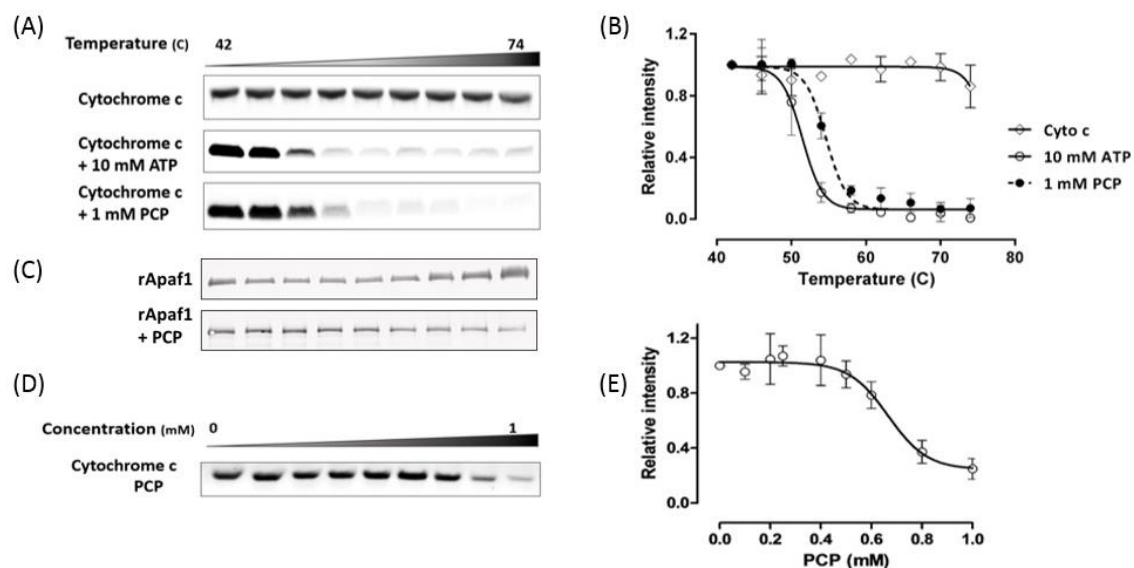 (A)
Temperature (C)
42
74
Cytochrome c
Cytochrome c
+ 10 mM ATP
Cytochrome c
+ 1 mM PCP
(B)
Relative intensity
1.2
0.8
0.4
0.0
40
50
60
70
80
Temperature (C)
Cyto c
10 mM ATP
1 mM PCP
(C)
rApaf1
rApaf1
+ PCP
(D)
Concentration (mM)
0
1
Cytochrome c
PCP
(E)
Relative intensity
1.2
0.8
0.4
0.0
0.0
0.2
0.4
0.6
0.8
1.0
PCP (mM)